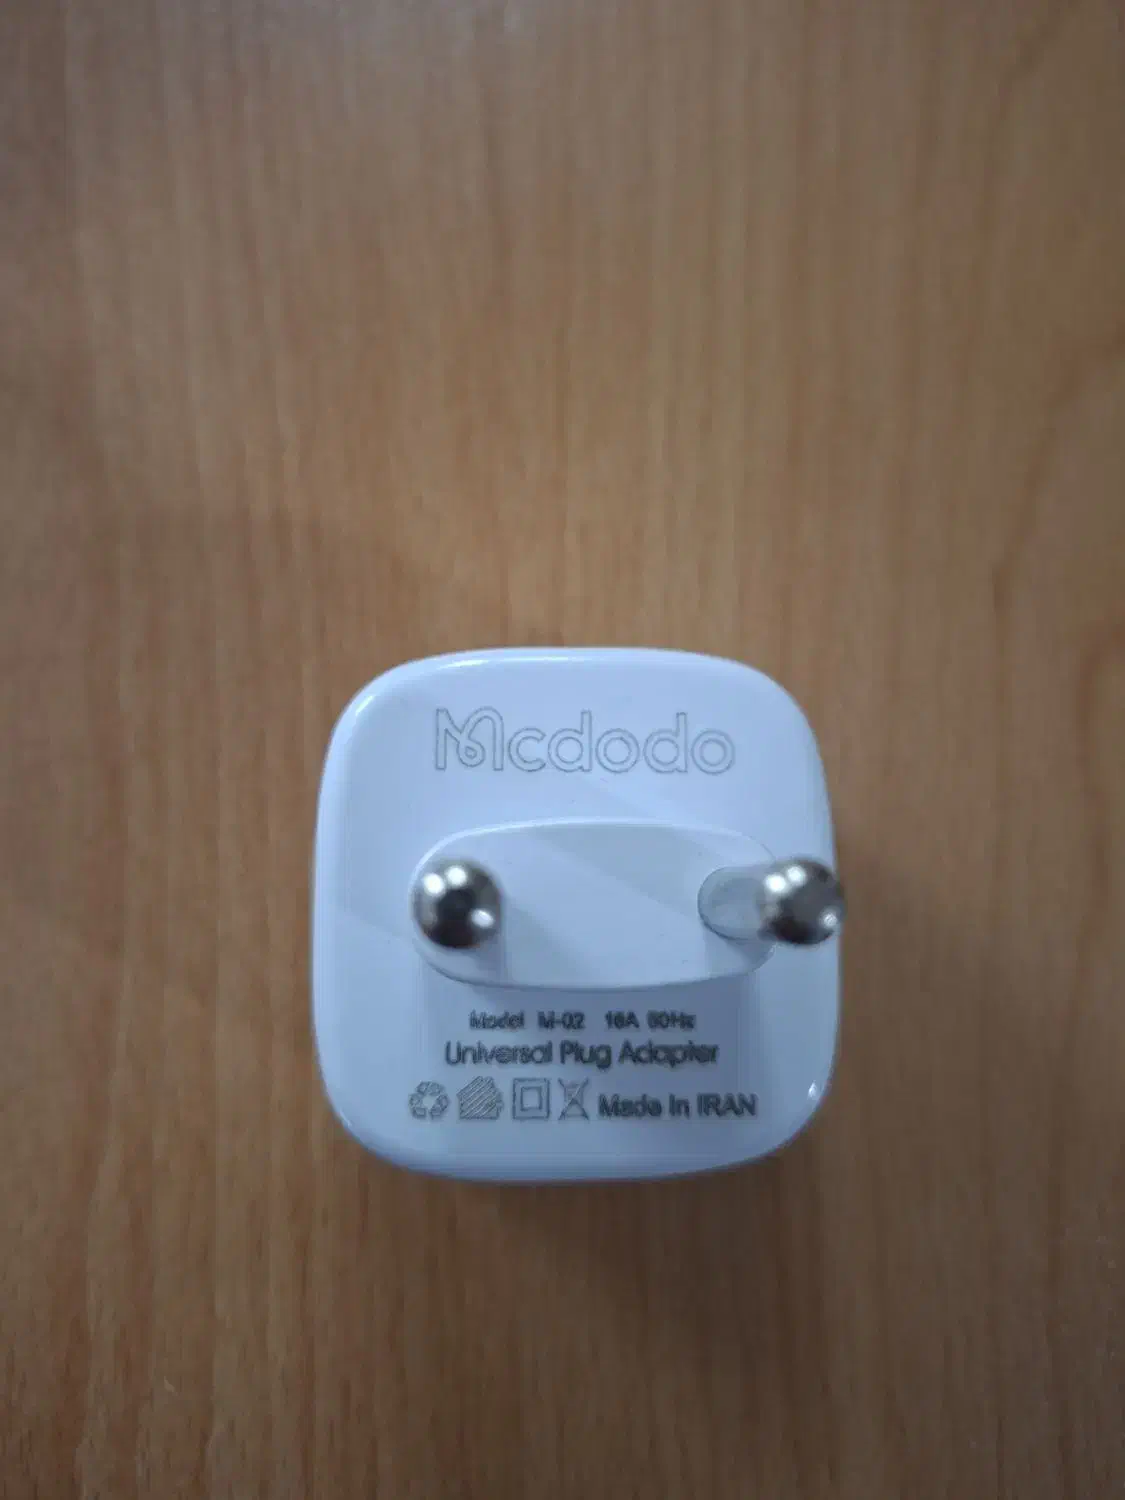 Mcdodo
Model M-02 16A 50Hz
Universal Plug Adapter
Made In IRAN